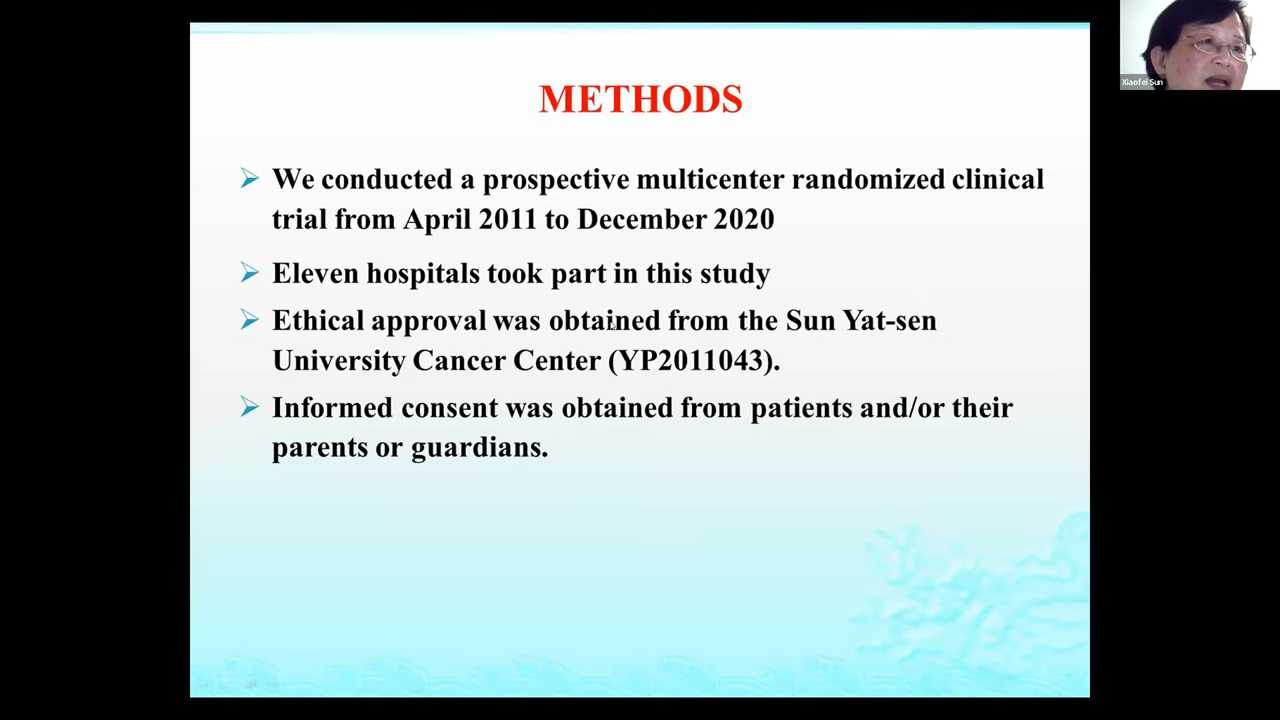 Xiaofei Sun
METHODS
➢ We conducted a prospective multicenter randomized clinical
trial from April 2011 to December 2020
➢ Eleven hospitals took part in this study
➢ Ethical approval was obtained from the Sun Yat-sen
University Cancer Center (YP2011043).
➢ Informed consent was obtained from patients and/or their
parents or guardians.